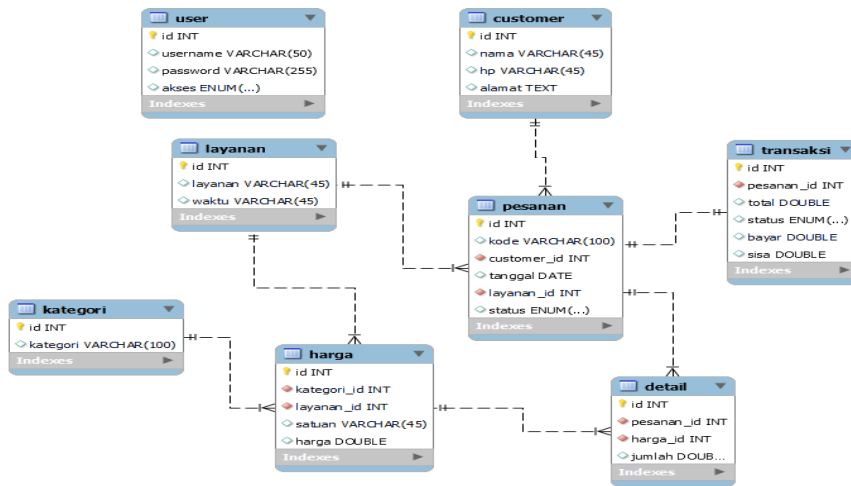 user
id INT
username VARCHAR(50)
password VARCHAR(255)
akses ENUM(...)
Indexes
customer
id INT
nama VARCHAR(45)
hp VARCHAR(45)
alamat TEXT
Indexes
layanan
id INT
layanan VARCHAR(45)
waktu VARCHAR(45)
Indexes
transaksi
id INT
pesanan_id INT
total DOUBLE
status ENUM(...)
bayar DOUBLE
sisa DOUBLE
Indexes
pesanan
id INT
kode VARCHAR(100)
customer_id INT
tanggal DATE
layanan_id INT
status ENUM(...)
Indexes
kategori
id INT
kategori VARCHAR(100)
Indexes
harga
id INT
kategori_id INT
layanan_id INT
satuan VARCHAR(45)
harga DOUBLE
Indexes
detail
id INT
pesanan_id INT
harga_id INT
jumlah DOUB...
Indexes